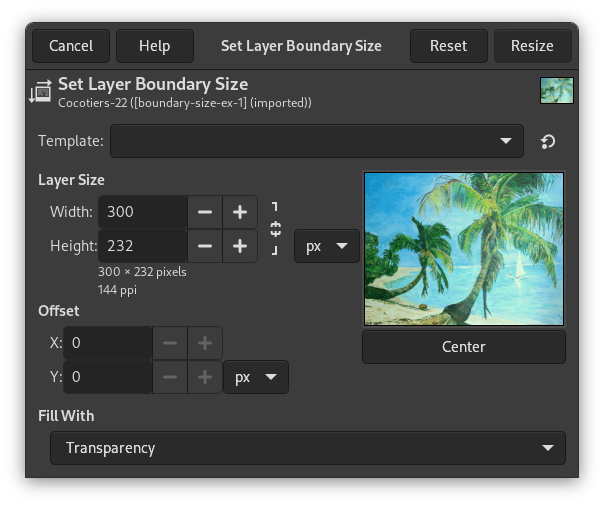 Cancel Help Set Layer Boundary Size Reset Resize
Set Layer Boundary Size
Cocotiers-22 ([boundary-size-ex-1] (imported))
Template:
Layer Size
Width: 300
Height: 232 px
300 × 232 pixels
144 ppi
Offset
X: 0
Center
Y: 0 px
Fill With
Transparency